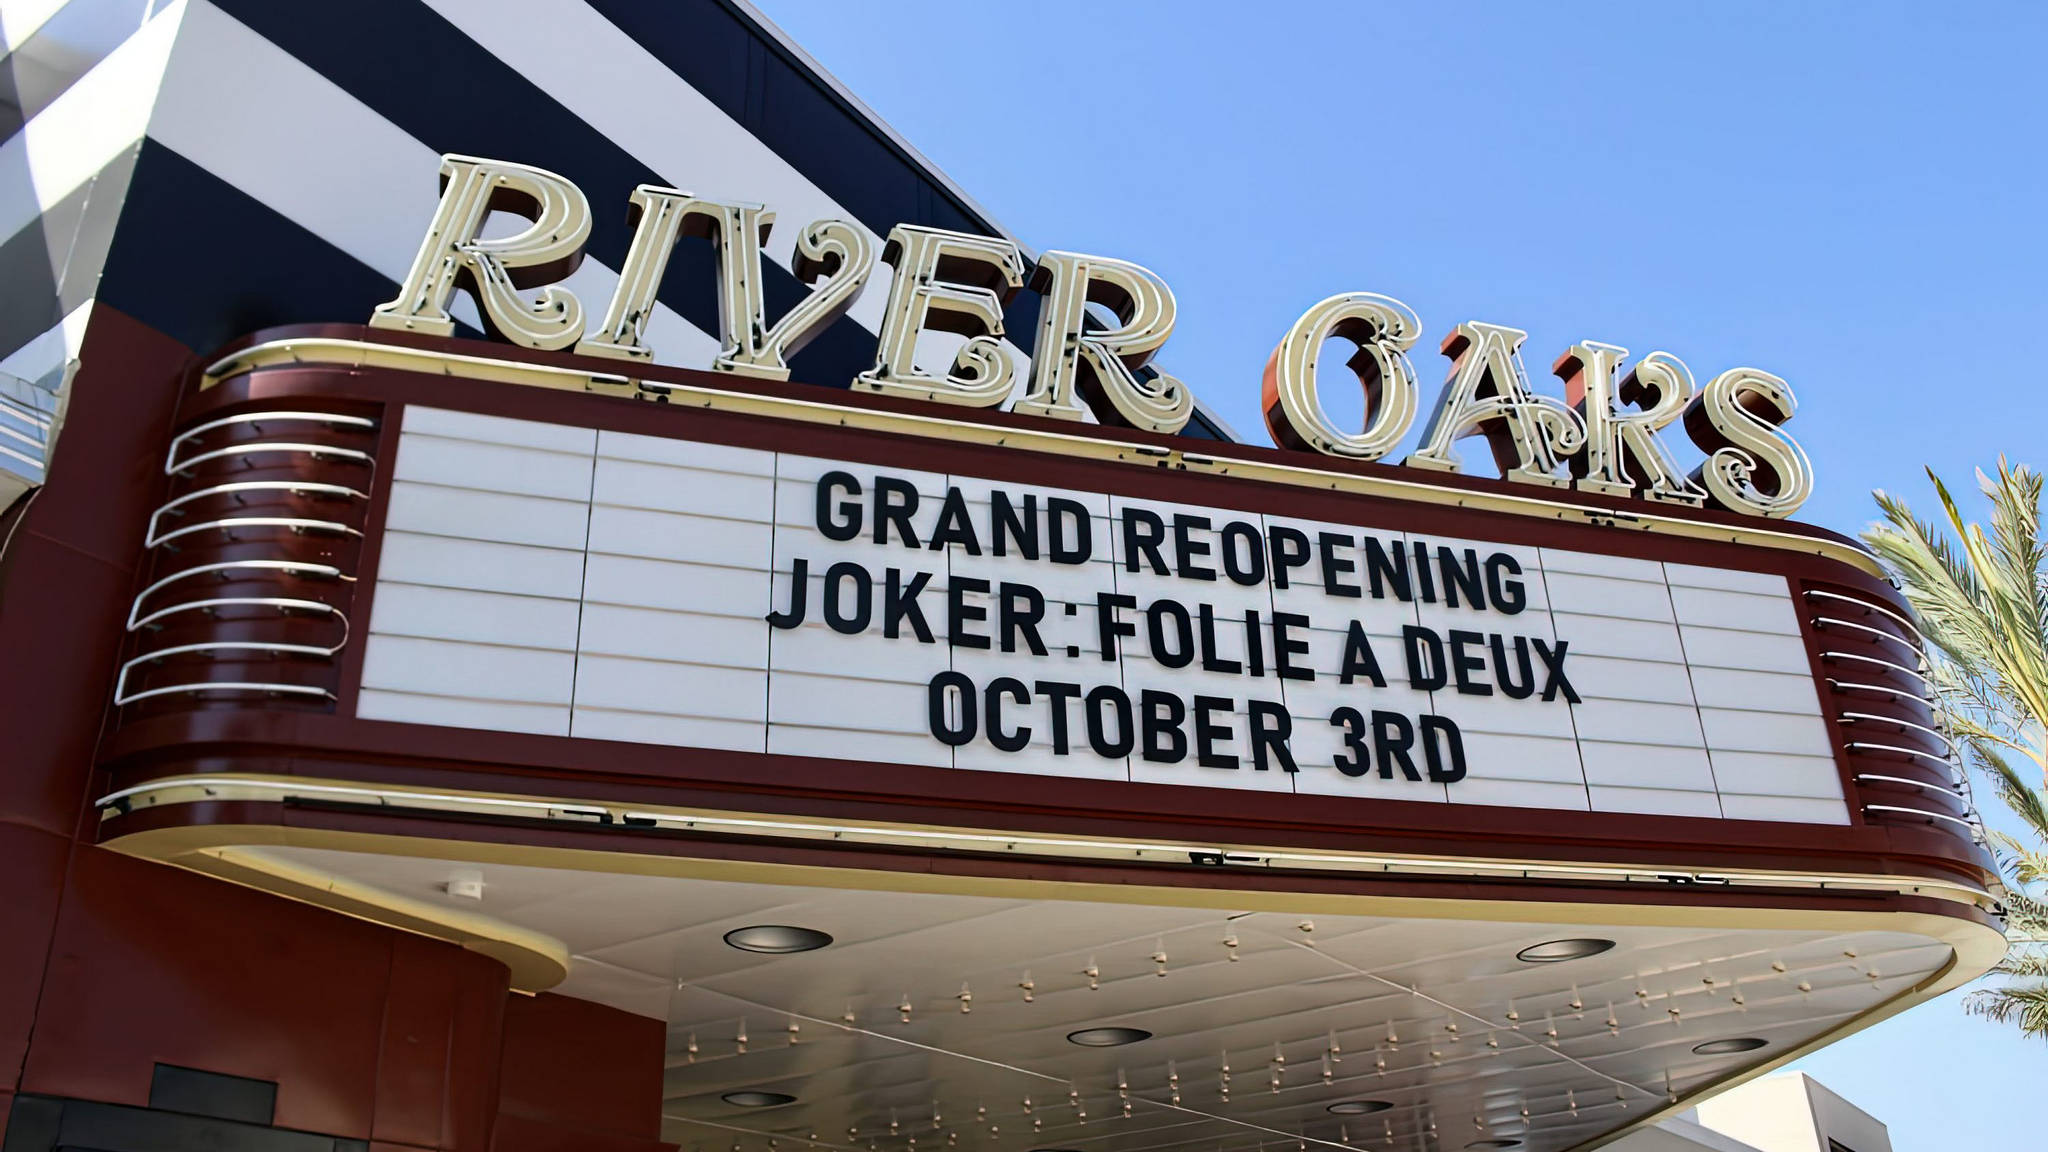 RIVER OAKS
GRAND REOPENING
JOKER:FOLIE A DEUX
OCTOBER 3RD